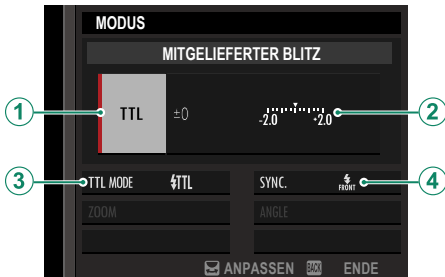 MODUS
MITGELIEFERTER BLITZ
1 TTL ±0 -2.0 +2.0 2
3 TTL MODE TTL SYNC. FRONT 4
ZOOM ANGLE
ANPASSEN BACK ENDE